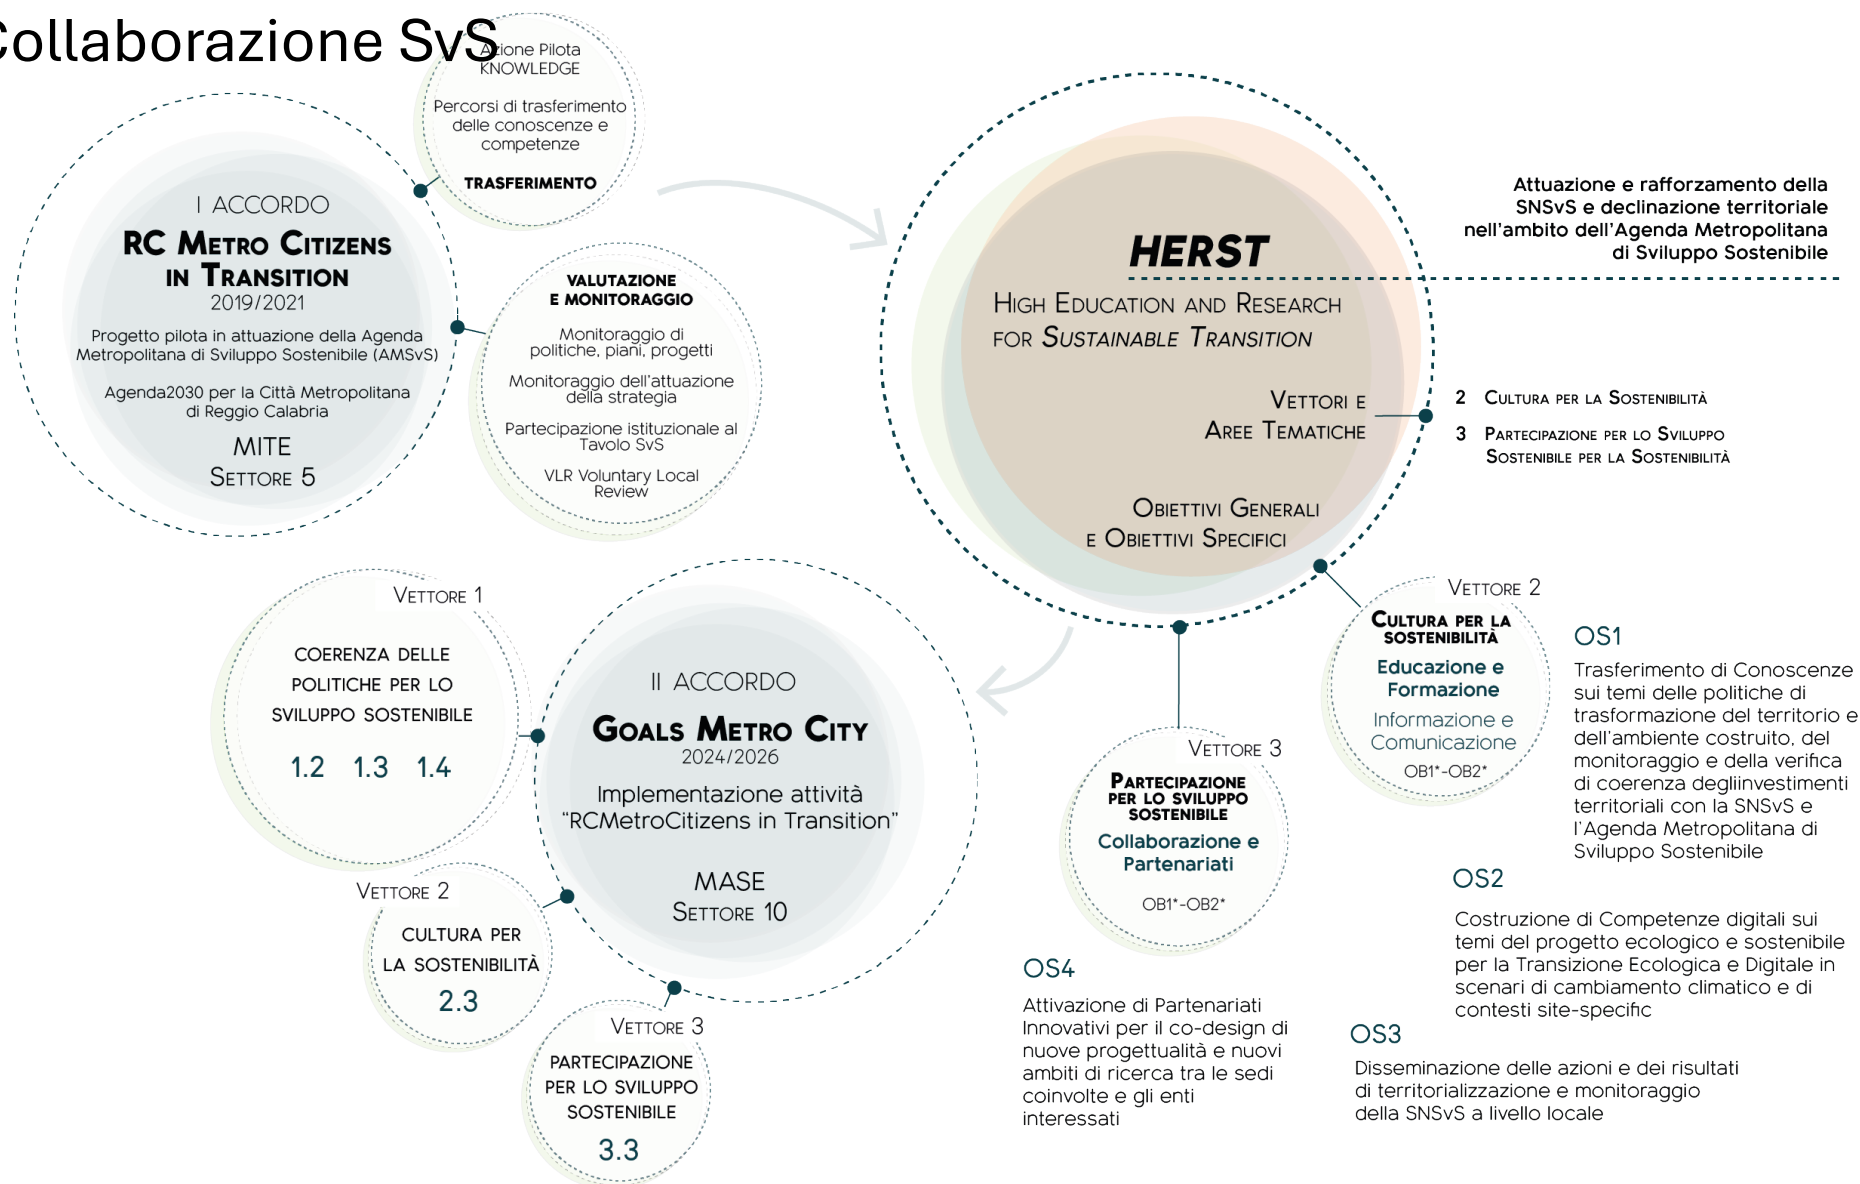 Collaborazione SvS
Azione Pilota
KNOWLEDGE
Percorsi di trasferimento
delle conoscenze e
competenze
TRASFERIMENTO
I ACCORDO
RC METRO CITIZENS
IN TRANSITION
2019/2021
Progetto pilota in attuazione della Agenda
Metropolitana di Sviluppo Sostenibile (AMSvS)
Agenda2030 per la Città Metropolitana
di Reggio Calabria
MITE
SETTORE 5
VALUTAZIONE
E MONITORAGGIO
Monitoraggio di
politiche, piani, progetti
Monitoraggio dell'attuazione
della strategia
Partecipazione istituzionale al
Tavolo SvS
VLR Voluntary Local
Review
HERST
HIGH EDUCATION AND RESEARCH
FOR SUSTAINABLE TRANSITION
VETTORI E
AREE TEMATICHE
OBIETTIVI GENERALI
E OBIETTIVI SPECIFICI
Attuazione e rafforzamento della
SNSvS e declinazione territoriale
nell'ambito dell'Agenda Metropolitana
di Sviluppo Sostenibile
2 CULTURA PER LA SOSTENIBILITÀ
3 PARTECIPAZIONE PER LO SVILUPPO
SOSTENIBILE PER LA SOSTENIBILITÀ
VETTORE 1
COERENZA DELLE
POLITICHE PER LO
SVILUPPO SOSTENIBILE
1.2 1.3 1.4
II ACCORDO
GOALS METRO CITY
2024/2026
Implementazione attività
“RCMetroCitizens in Transition”
MASE
SETTORE 10
VETTORE 2
CULTURA PER
LA SOSTENIBILITÀ
2.3
VETTORE 3
PARTECIPAZIONE
PER LO SVILUPPO
SOSTENIBILE
3.3
VETTORE 3
PARTECIPAZIONE
PER LO SVILUPPO
SOSTENIBILE
Collaborazione e
Partenariati
OB1*-OB2*
VETTORE 2
CULTURA PER LA
SOSTENIBILITÀ
Educazione e
Formazione
Informazione e
Comunicazione
OB1*-OB2*
OS1
Trasferimento di Conoscenze
sui temi delle politiche di
trasformazione del territorio e
dell'ambiente costruito, del
monitoraggio e della verifica
di coerenza degliinvestimenti
territoriali con la SNSvS e
l'Agenda Metropolitana di
Sviluppo Sostenibile
OS2
Costruzione di Competenze digitali sui
temi del progetto ecologico e sostenibile
per la Transizione Ecologica e Digitale in
scenari di cambiamento climatico e di
contesti site-specific
OS3
Disseminazione delle azioni e dei risultati
di territorializzazione e monitoraggio
della SNSvS a livello locale
OS4
Attivazione di Partenariati
Innovativi per il co-design di
nuove progettualità e nuovi
ambiti di ricerca tra le sedi
coinvolte e gli enti
interessati